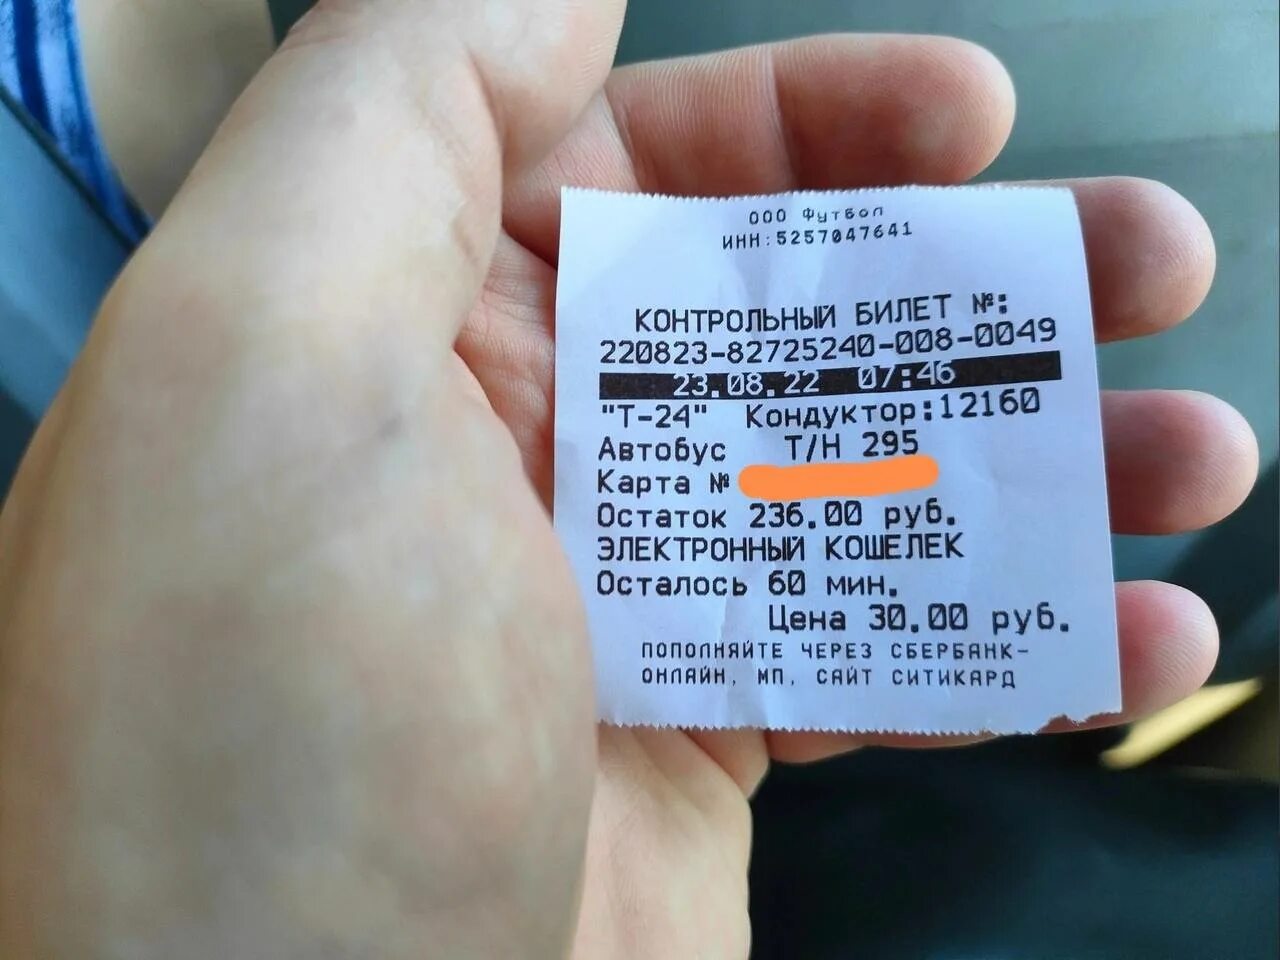 ООО Футбол
ИНН:5257047641
КОНТРОЛЬНЫЙ БИЛЕТ №:
220823-82725240-008-0049
23.08.22 07:46
"Т-24" Кондуктор:12160
Автобус Т/Н 295
Карта №
Остаток 236.00 руб.
ЭЛЕКТРОННЫЙ КОШЕЛЕК
Осталось 60 мин.
Цена 30.00 руб.
ПОПОЛНЯЙТЕ ЧЕРЕЗ СБЕРБАНК-
ОНЛАЙН, МП, САЙТ СИТИКАРД